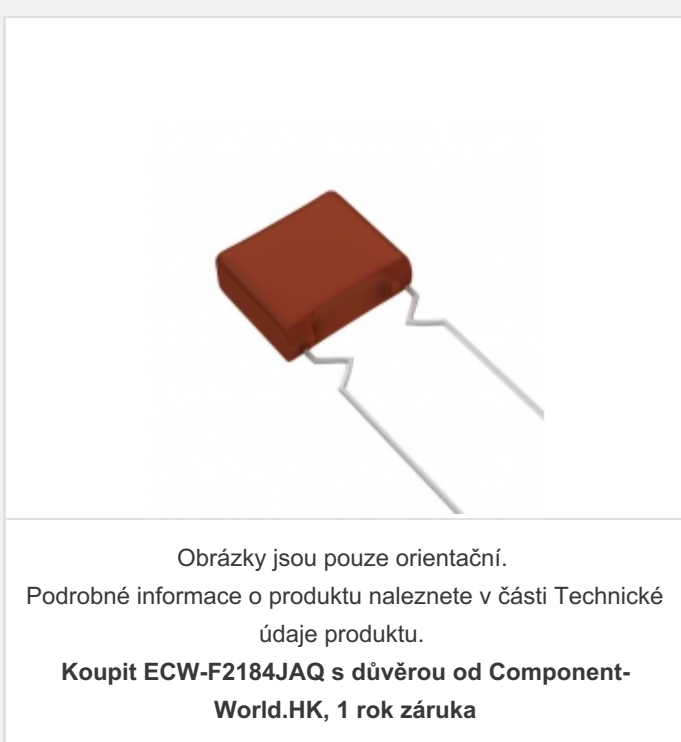 Obrázky jsou pouze orientační.
Podrobné informace o produktu naleznete v části Technické
údaje produktu.
Koupit ECW-F2184JAQ s důvěrou od Component-
World.HK, 1 rok záruka